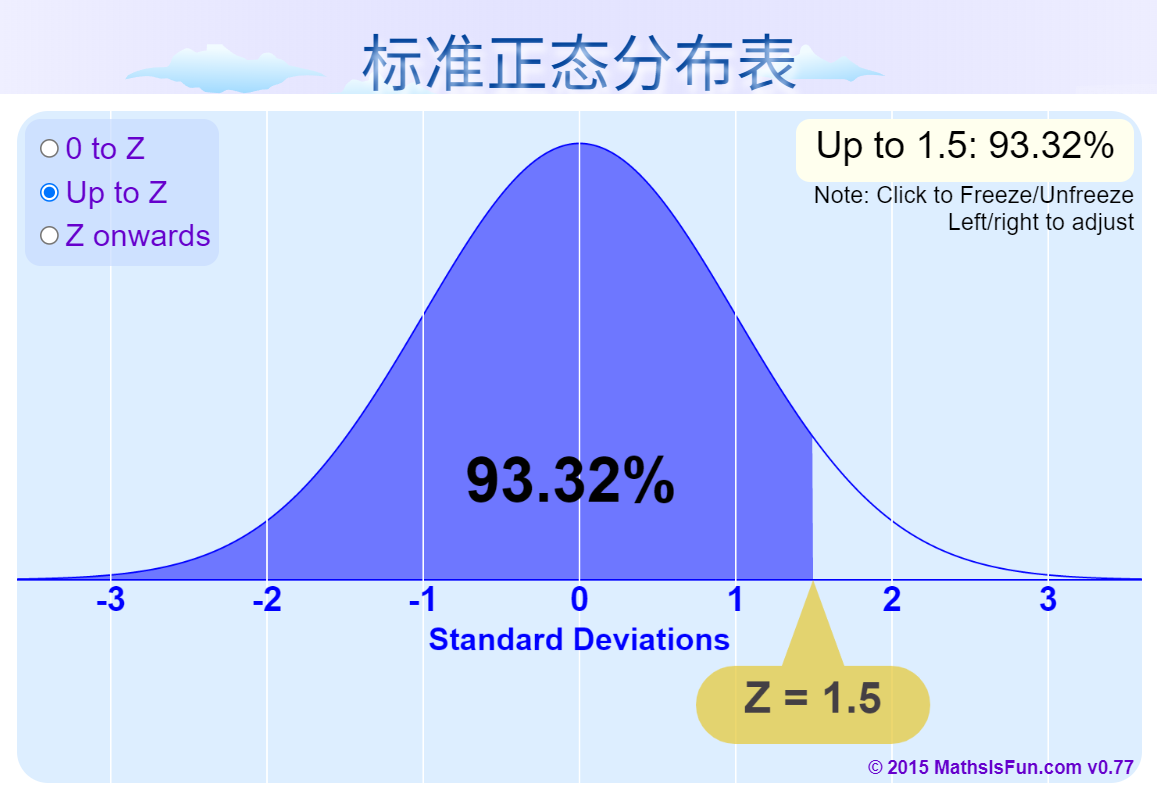 标准正态分布表
0 to Z
Up to Z
Z onwards
Up to 1.5: 93.32%
Note: Click to Freeze/Unfreeze
Left/right to adjust
93.32%
-3 -2 -1 0 1 2 3
Standard Deviations
Z = 1.5
© 2015 MathsIsFun.com v0.77